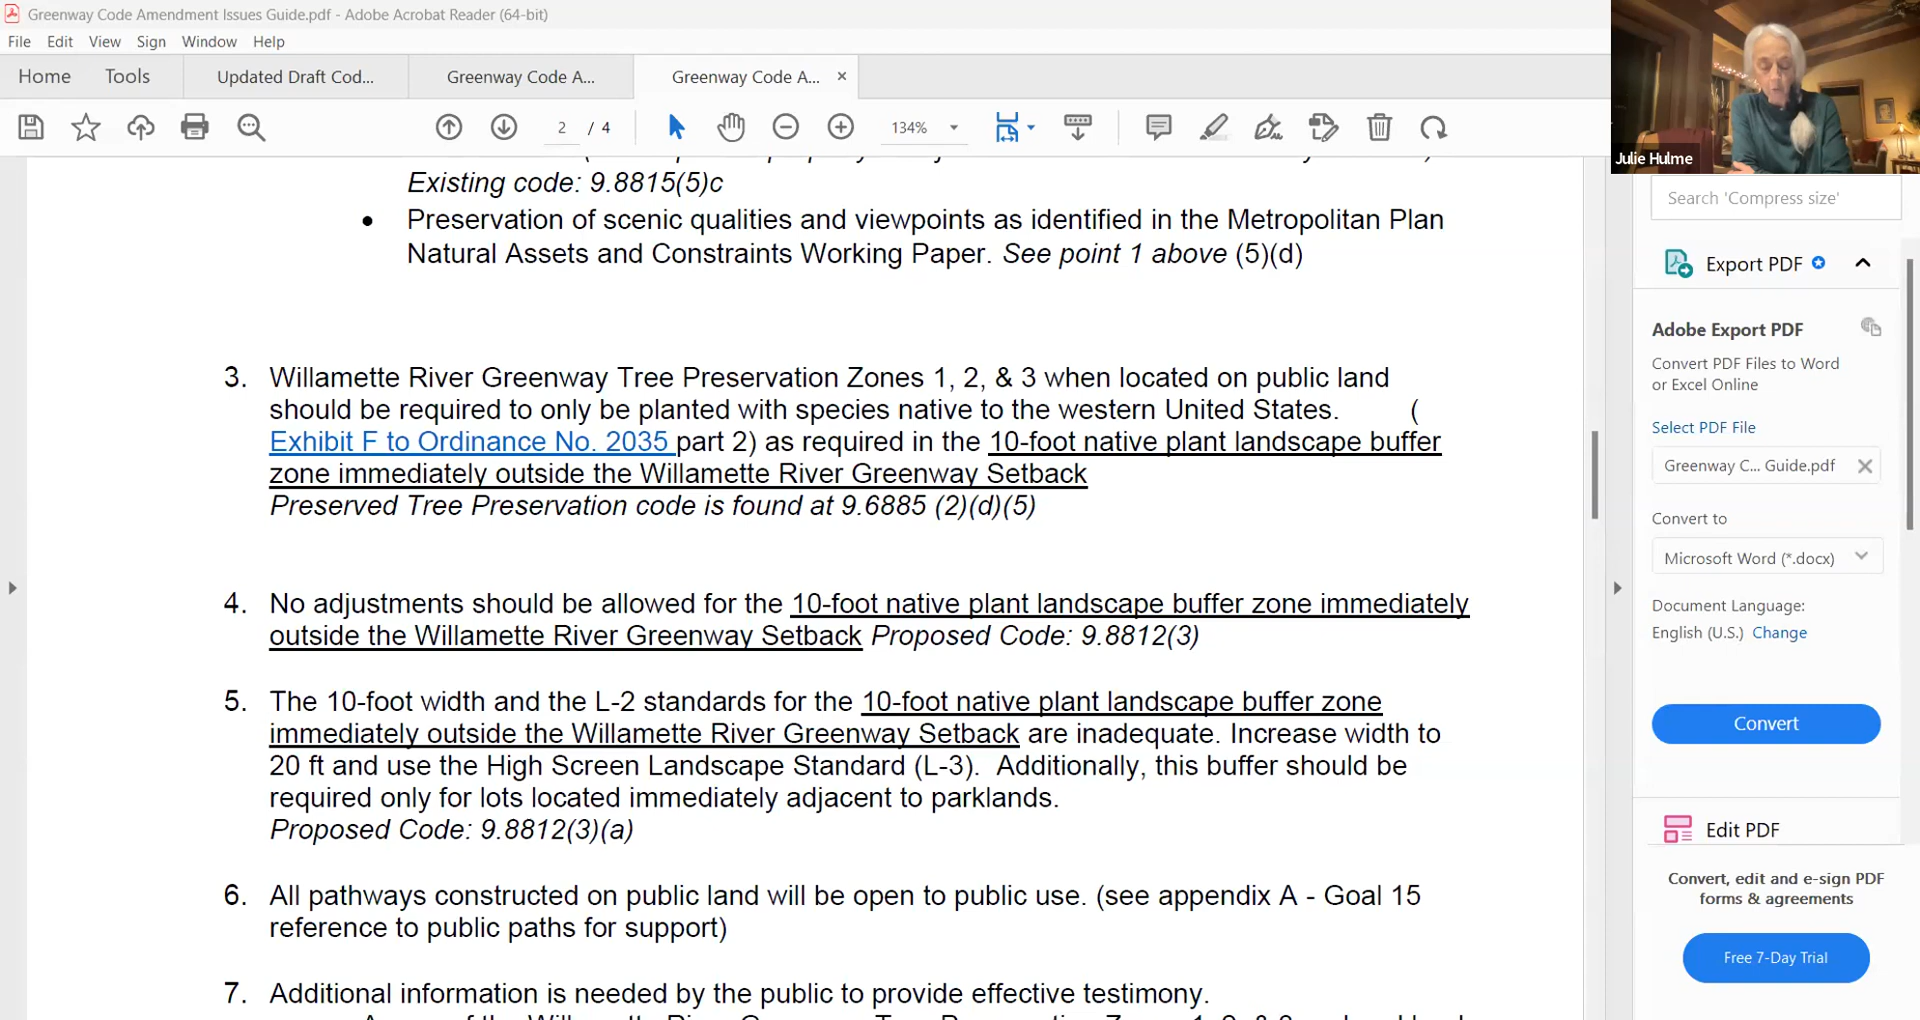 Greenway Code Amendment Issues Guide.pdf - Adobe Acrobat Reader (64-bit)
File Edit View Sign Window Help
Home Tools Updated Draft Cod... Greenway Code A... Greenway Code A... ×
2 / 4 134%
Existing code: 9.8815(5)c
• Preservation of scenic qualities and viewpoints as identified in the Metropolitan Plan
Natural Assets and Constraints Working Paper. See point 1 above (5)(d)
3. Willamette River Greenway Tree Preservation Zones 1, 2, & 3 when located on public land
should be required to only be planted with species native to the western United States. (
Exhibit F to Ordinance No. 2035 part 2) as required in the 10-foot native plant landscape buffer
zone immediately outside the Willamette River Greenway Setback
Preserved Tree Preservation code is found at 9.6885 (2)(d)(5)
4. No adjustments should be allowed for the 10-foot native plant landscape buffer zone immediately
outside the Willamette River Greenway Setback Proposed Code: 9.8812(3)
5. The 10-foot width and the L-2 standards for the 10-foot native plant landscape buffer zone
immediately outside the Willamette River Greenway Setback are inadequate. Increase width to
20 ft and use the High Screen Landscape Standard (L-3). Additionally, this buffer should be
required only for lots located immediately adjacent to parklands.
Proposed Code: 9.8812(3)(a)
6. All pathways constructed on public land will be open to public use. (see appendix A - Goal 15
reference to public paths for support)
7. Additional information is needed by the public to provide effective testimony.
Julie Hulme
Search 'Compress size'
Export PDF
Adobe Export PDF
Convert PDF Files to Word
or Excel Online
Select PDF File
Greenway C... Guide.pdf
Convert to
Microsoft Word (*.docx)
Document Language:
English (U.S.) Change
Convert
Edit PDF
Convert, edit and e-sign PDF
forms & agreements
Free 7-Day Trial